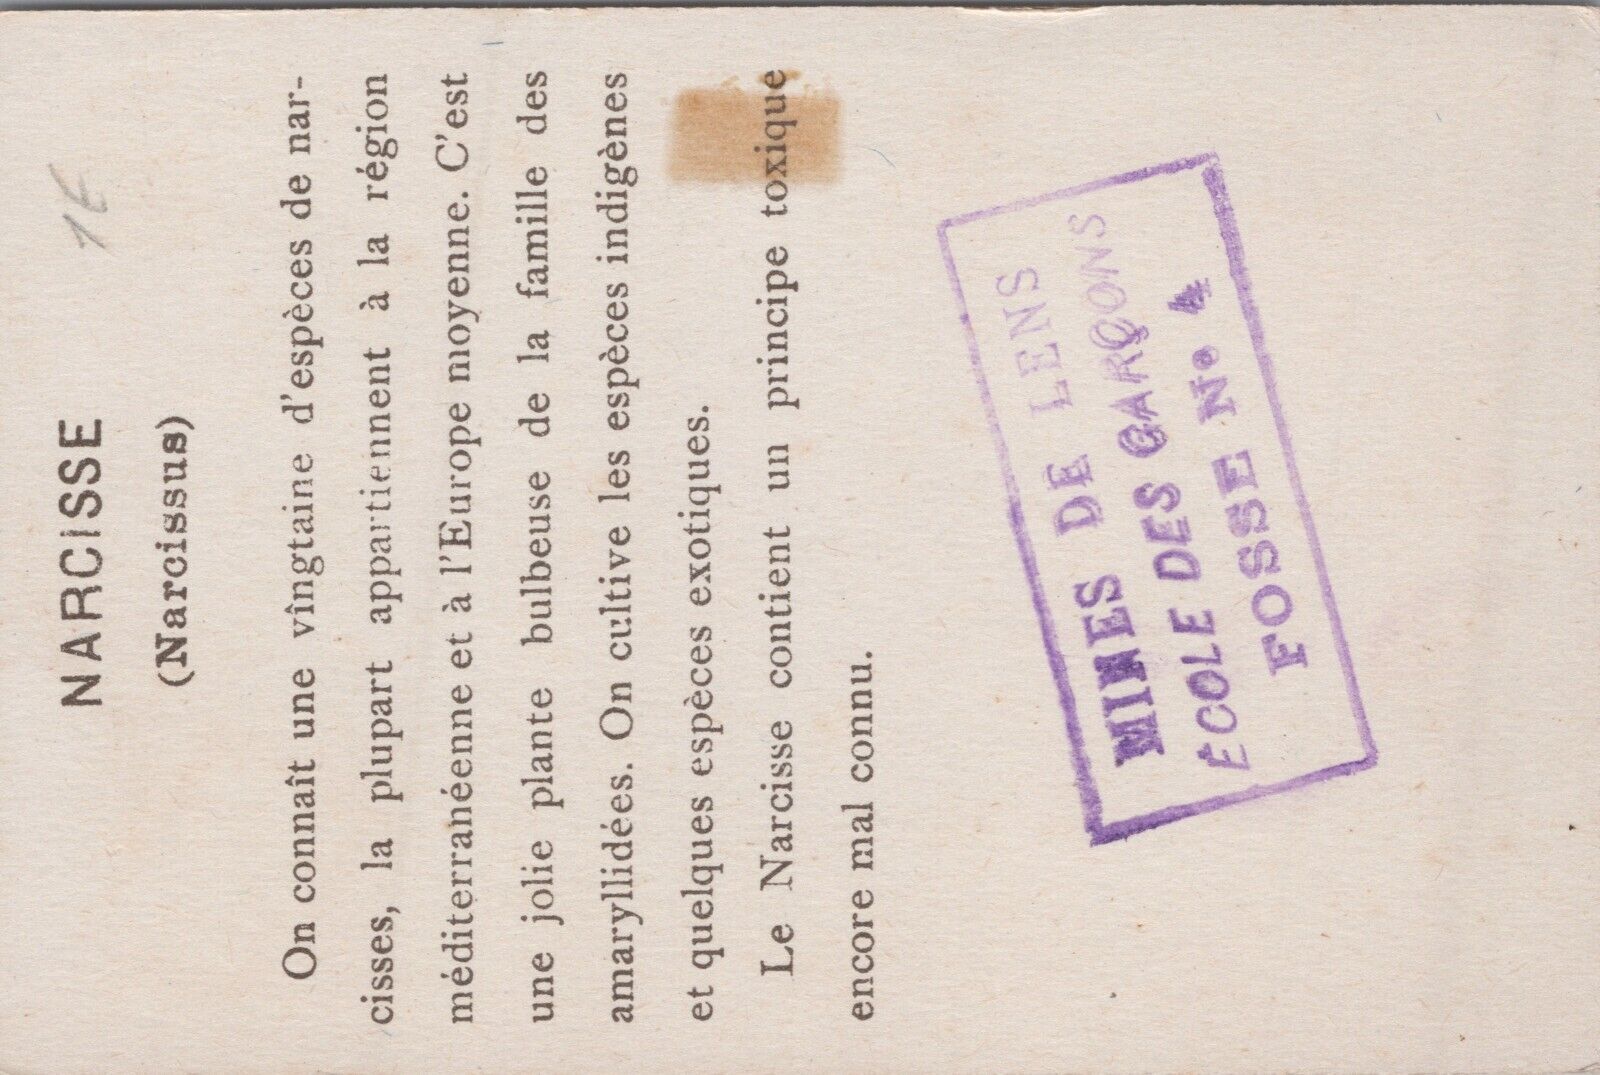 NARCISSE
(Narcissus)
1€
On connaît une vîngtaine d'espèces de nar-
cisses, la plupart appartiennent à la région
méditerranéenne et à l'Europe moyenne. C'est
une jolie plante bulbeuse de la famille des
amaryllidées. On cultive les espèces indigènes
et quelques espèces exotiques.
Le Narcisse contient un principe toxique
encore mal connu.
MINES DE LENS
ÉCOLE DES GARÇONS
FOSSE N° 4